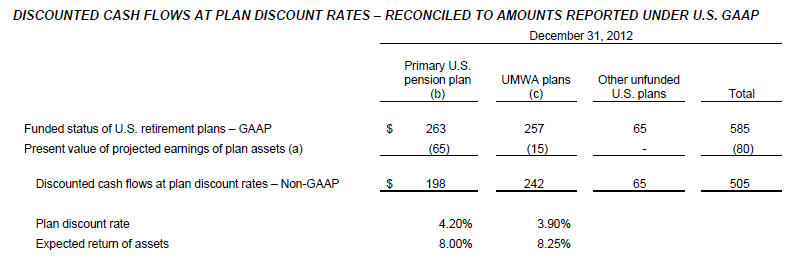 DISCOUNTED CASH FLOWS AT PLAN DISCOUNT RATES – RECONCILED TO AMOUNTS REPORTED UNDER U.S. GAAP
December 31, 2012
Primary U.S. pension plan (b) UMWA plans (c) Other unfunded U.S. plans Total
Funded status of U.S. retirement plans – GAAP $ 263 257 65 585
Present value of projected earnings of plan assets (a) (65) (15) - (80)
Discounted cash flows at plan discount rates – Non-GAAP $ 198 242 65 505
Plan discount rate 4.20% 3.90%
Expected return of assets 8.00% 8.25%